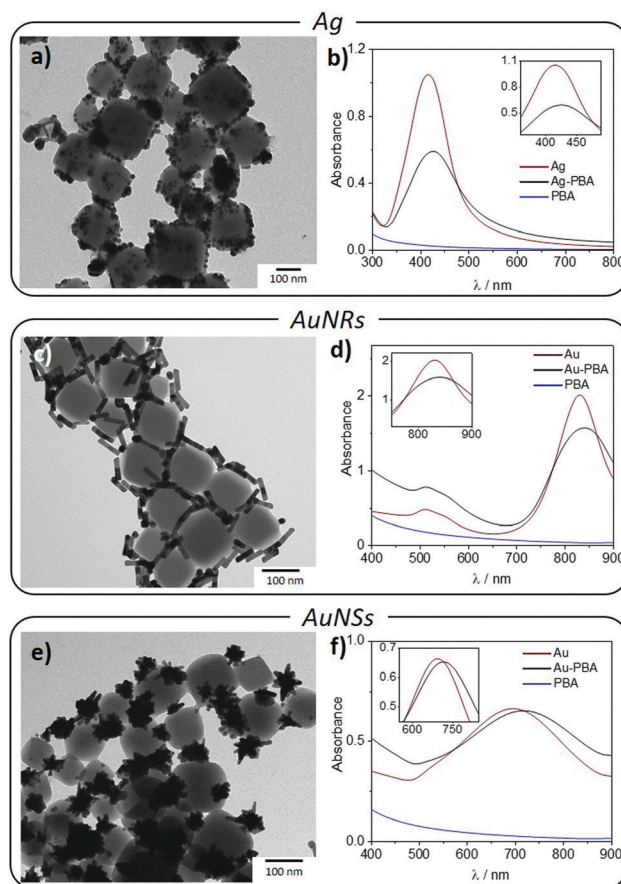 Ag
a)
100 nm
b)
1.2
0.8
0.4
0.0
Absorbance
300 400 500 600 700 800
λ / nm
1.1
0.8
0.5
400 450
Ag
Ag-PBA
PBA
AuNRs
c)
100 nm
d)
2
1
0
Absorbance
400 500 600 700 800 900
λ / nm
2
1
800 900
Au
Au-PBA
PBA
AuNSs
e)
100 nm
f)
1.0
0.5
0.0
Absorbance
400 500 600 700 800 900
λ / nm
0.7
0.6
0.5
600 750
Au
Au-PBA
PBA